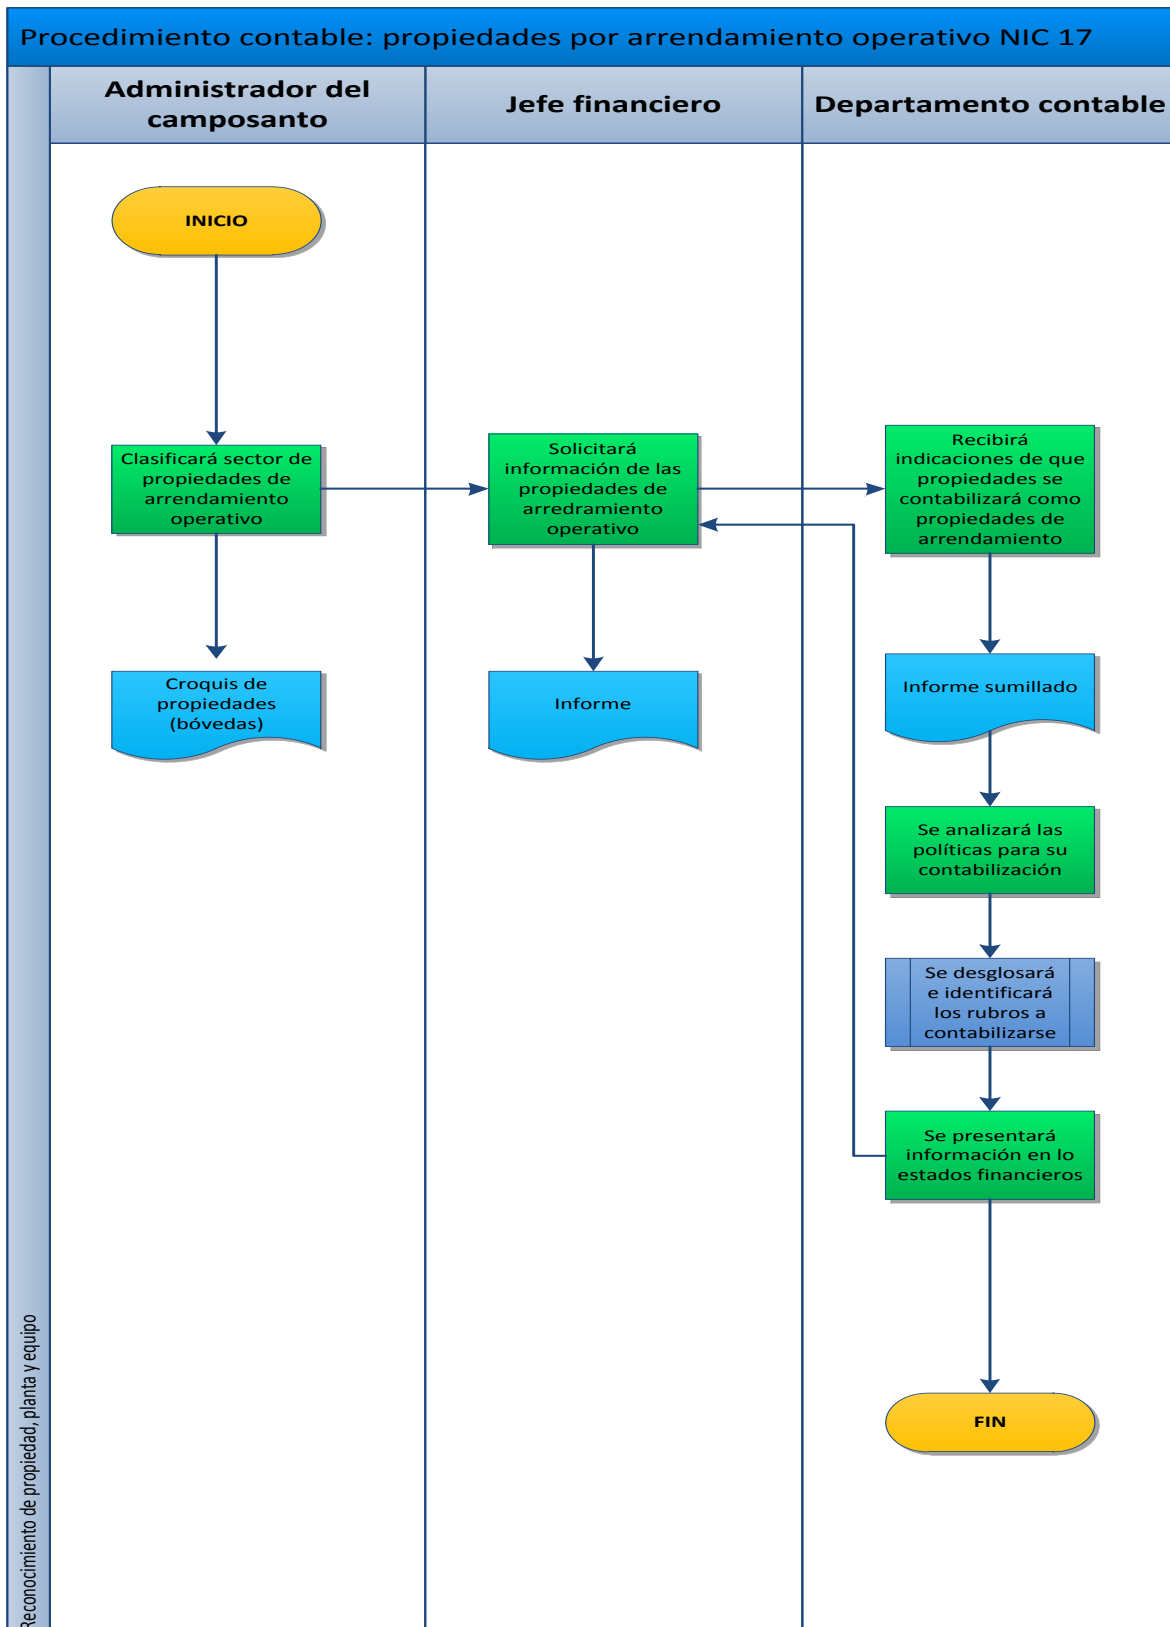 Procedimiento contable: propiedades por arrendamiento operativo NIC 17
Administrador del
camposanto
Jefe financiero
Departamento contable
INICIO
Clasificará sector de
propiedades de
arrendamiento
operativo
Solicitará
información de las
propiedades de
arredramiento
operativo
Recibirá
indicaciones de que
propiedades se
contabilizará como
propiedades de
arrendamiento
Croquis de
propiedades
(bóvedas)
Informe
Informe sumillado
Se analizará las
políticas para su
contabilización
Se desglosará
e identificará
los rubros a
contabilizarse
Se presentará
información en lo
estados financieros
FIN
Reconocimiento de propiedad, planta y equipo